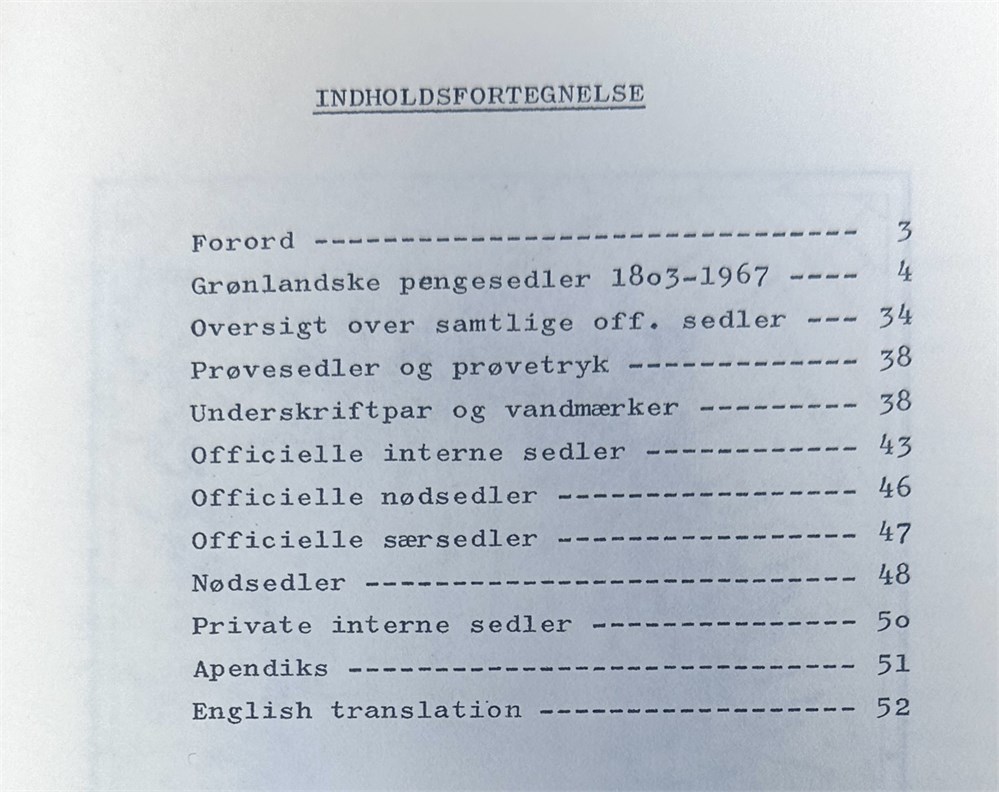 INDHOLDSFORTEGNELSE
Forord -------------------------------- 3
Grønlandske pengesedler 1803-1967 ---- 4
Oversigt over samtlige off. sedler --- 34
Prøvesedler og prøvetryk ------------- 38
Underskriftpar og vandmærker --------- 38
Officielle interne sedler ------------ 43
Officielle nødsedler ----------------- 46
Officielle særsedler ----------------- 47
Nødsedler ---------------------------- 48
Private interne sedler --------------- 50
Apendiks ----------------------------- 51
English translation ------------------ 52